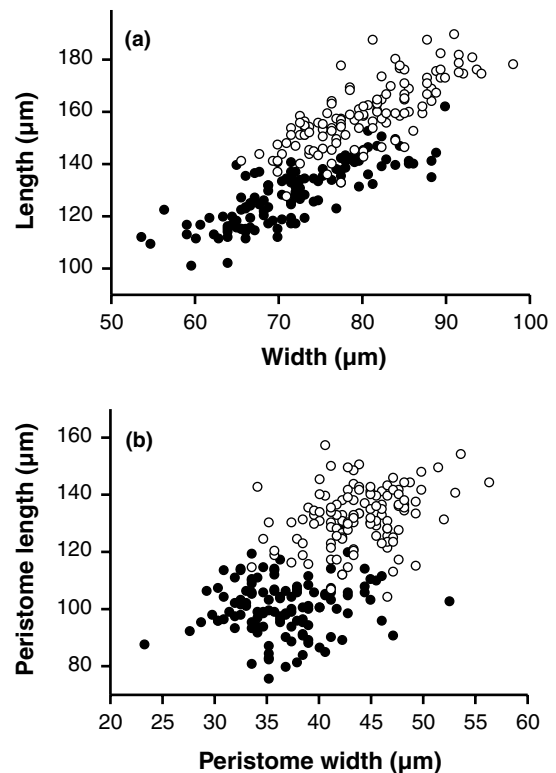 (a)
Length (µm)
180
160
140
120
100
50 60 70 80 90 100
Width (µm)
(b)
Peristome length (µm)
160
140
120
100
80
20 25 30 35 40 45 50 55 60
Peristome width (µm)